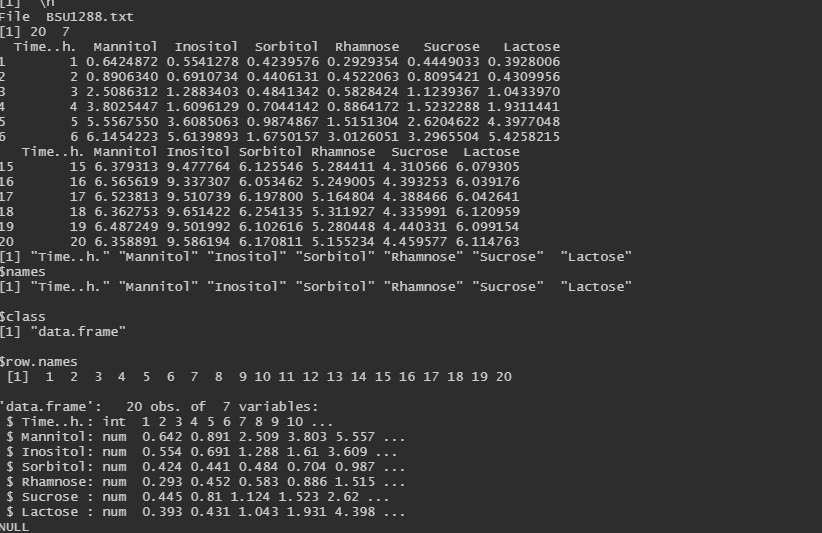 [1] "\n"
File  BSU1288.txt
[1] 20  7
  Time..h.  Mannitol  Inositol  Sorbitol  Rhamnose   Sucrose   Lactose
1        1 0.6424872 0.5541278 0.4239576 0.2929354 0.4449033 0.3928006
2        2 0.8906340 0.6910734 0.4406131 0.4522063 0.8095421 0.4309956
3        3 2.5086312 1.2883403 0.4841342 0.5828424 1.1239367 1.0433970
4        4 3.8025447 1.6096129 0.7044142 0.8864172 1.5232288 1.9311441
5        5 5.5567550 3.6085063 0.9874867 1.5151304 2.6204622 4.3977048
6        6 6.1454223 5.6139893 1.6750157 3.0126051 3.2965504 5.4258215
   Time..h. Mannitol Inositol Sorbitol Rhamnose  Sucrose  Lactose
15       15 6.379313 9.477764 6.125546 5.284411 4.310566 6.079305
16       16 6.565619 9.337307 6.053462 5.249005 4.393253 6.039176
17       17 6.523813 9.510739 6.197800 5.164804 4.388466 6.042641
18       18 6.362753 9.651422 6.254135 5.311927 4.335991 6.120959
19       19 6.487249 9.501992 6.102616 5.280448 4.440331 6.099154
20       20 6.358891 9.586194 6.170811 5.155234 4.459577 6.114763
[1] "Time..h." "Mannitol" "Inositol" "Sorbitol" "Rhamnose" "Sucrose"  "Lactose"
$names
[1] "Time..h." "Mannitol" "Inositol" "Sorbitol" "Rhamnose" "Sucrose"  "Lactose"
$class
[1] "data.frame"
$row.names
 [1]  1  2  3  4  5  6  7  8  9 10 11 12 13 14 15 16 17 18 19 20
'data.frame':   20 obs. of  7 variables:
 $ Time..h.: int  1 2 3 4 5 6 7 8 9 10 ...
 $ Mannitol: num  0.642 0.891 2.509 3.803 5.557 ...
 $ Inositol: num  0.554 0.691 1.288 1.61 3.609 ...
 $ Sorbitol: num  0.424 0.441 0.484 0.704 0.987 ...
 $ Rhamnose: num  0.293 0.452 0.583 0.886 1.515 ...
 $ Sucrose : num  0.445 0.81 1.124 1.523 2.62 ...
 $ Lactose : num  0.393 0.431 1.043 1.931 4.398 ...
NULL